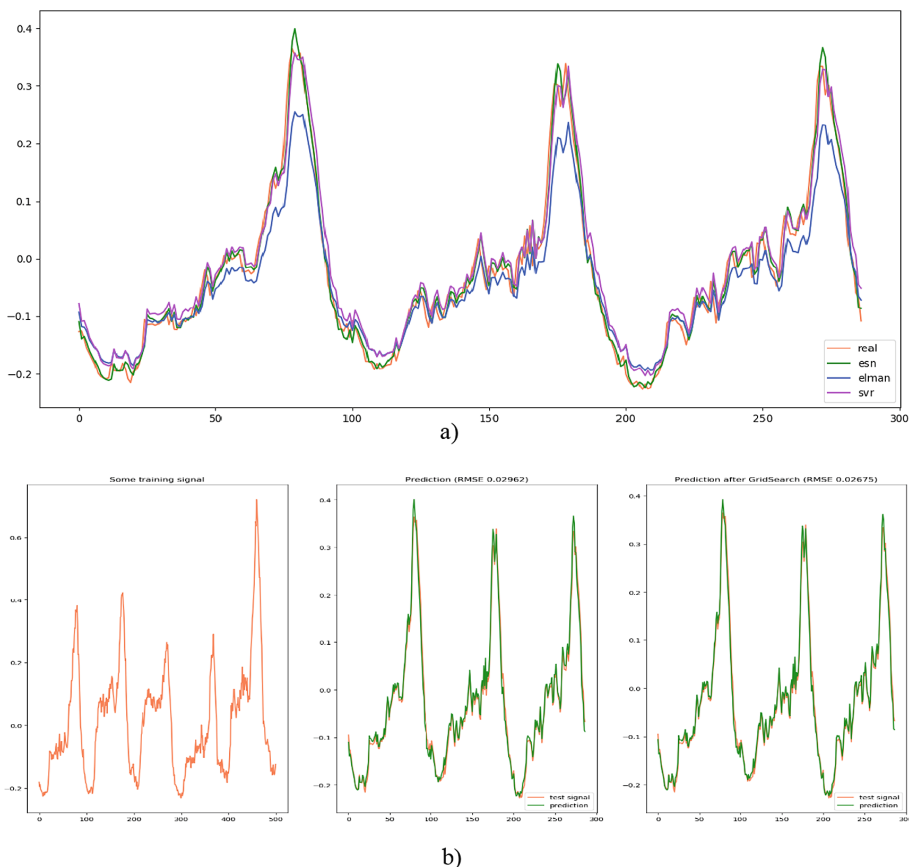 0.4
0.3
0.2
0.1
0.0
−0.1
−0.2
real
esn
elman
svr
0 50 100 150 200 250 300
a)
Some training signal
0.6
0.4
0.2
0.0
−0.2
0 100 200 300 400 500
Prediction (RMSE 0.02962)
0.4
0.3
0.2
0.1
0.0
−0.1
−0.2
test signal
prediction
0 50 100 150 200 250 300
Prediction after GridSearch (RMSE 0.02675)
0.4
0.3
0.2
0.1
0.0
−0.1
−0.2
test signal
prediction
0 50 100 150 200 250 300
b)